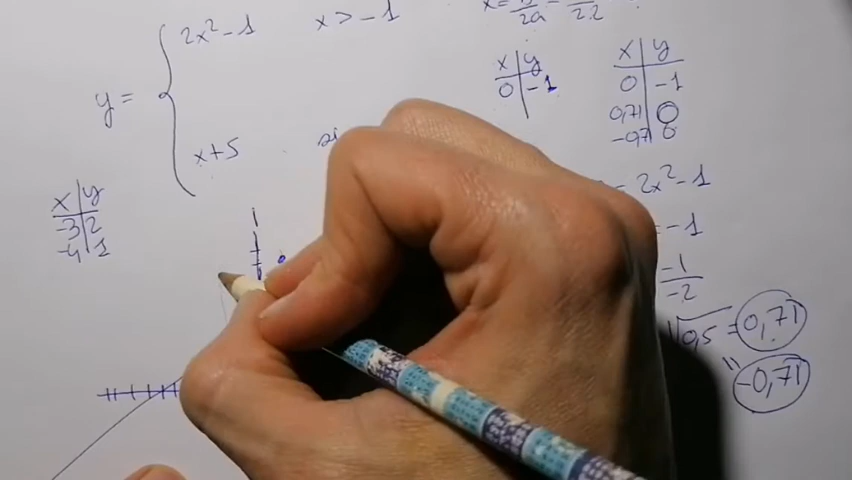 2x² - 1 x > -1
y =
x + 5 si
x | y
-3 | 2
-4 | 1
x | y
0 | -1
x | y
0 | -1
0,71 | 0
-0,71 | 0
2x² - 1
= -1
-1
-2
√0,5 = 0,71
" -0,71